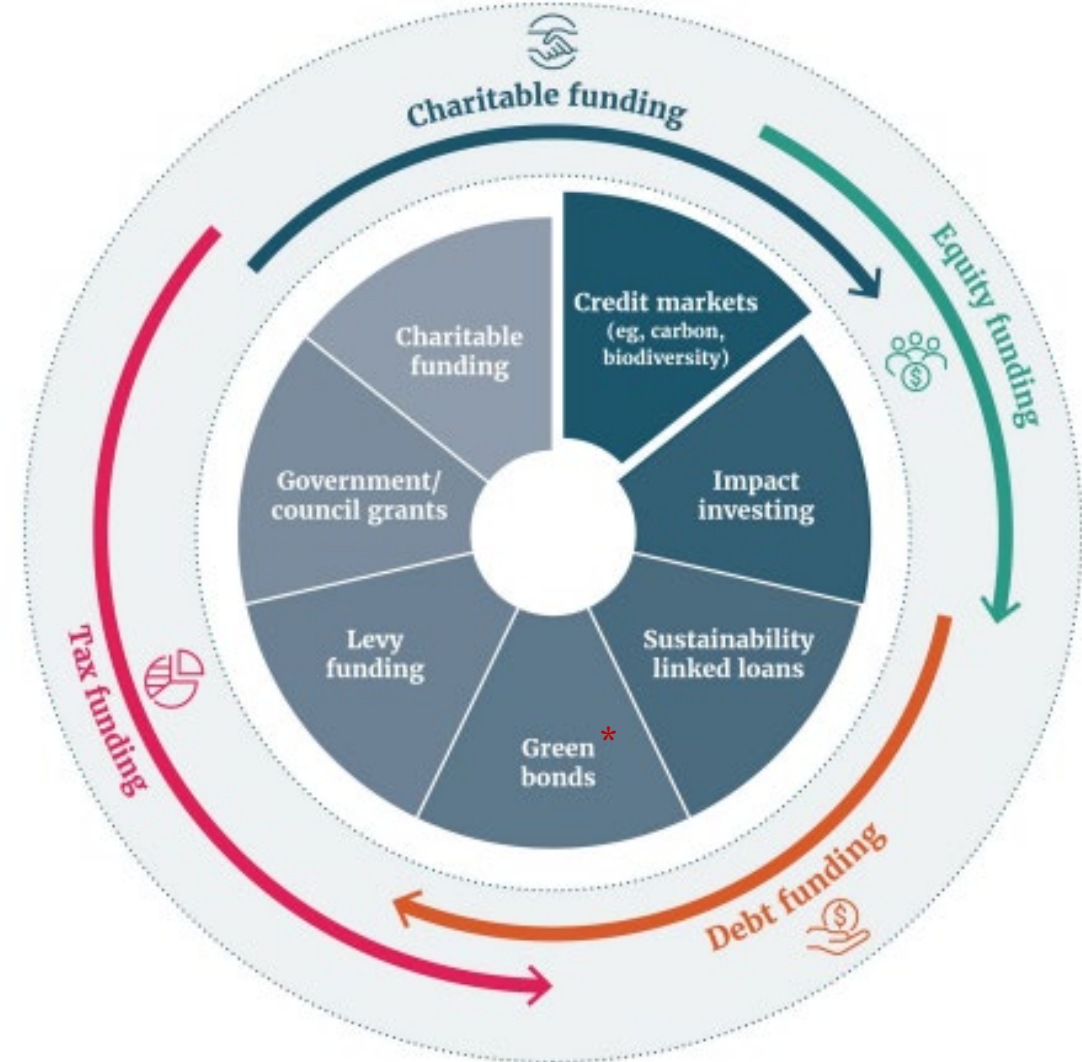 Charitable funding
Equity funding
Debt funding
Tax funding
Credit markets
(eg, carbon,
biodiversity)
Impact
investing
Sustainability
linked loans
Green *
bonds
Levy
funding
Government/
council grants
Charitable
funding
$
$